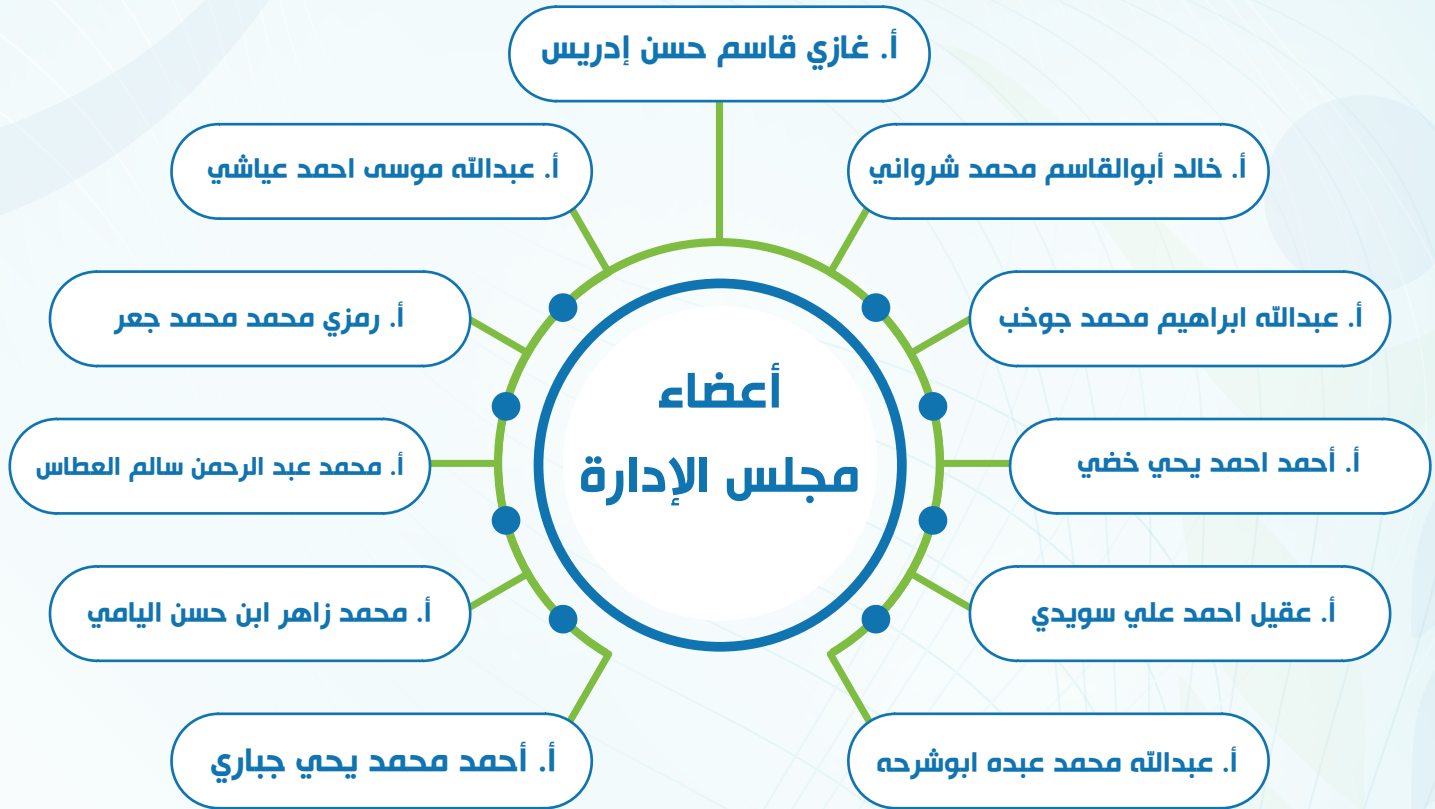 أ. غازي قاسم حسن إدريس
أ. خالد أبوالقاسم محمد شرواني
أ. عبدالله موسى احمد عياشي
أ. عبدالله ابراهيم محمد جوخب
أ. رمزي محمد محمد جعر
أعضاء
مجلس الإدارة
أ. أحمد احمد يحي خضي
أ. محمد عبد الرحمن سالم العطاس
أ. عقيل احمد علي سويدي
أ. محمد زاهر ابن حسن اليامي
أ. عبدالله محمد عبده ابوشرحه
أ. أحمد محمد يحي جباري